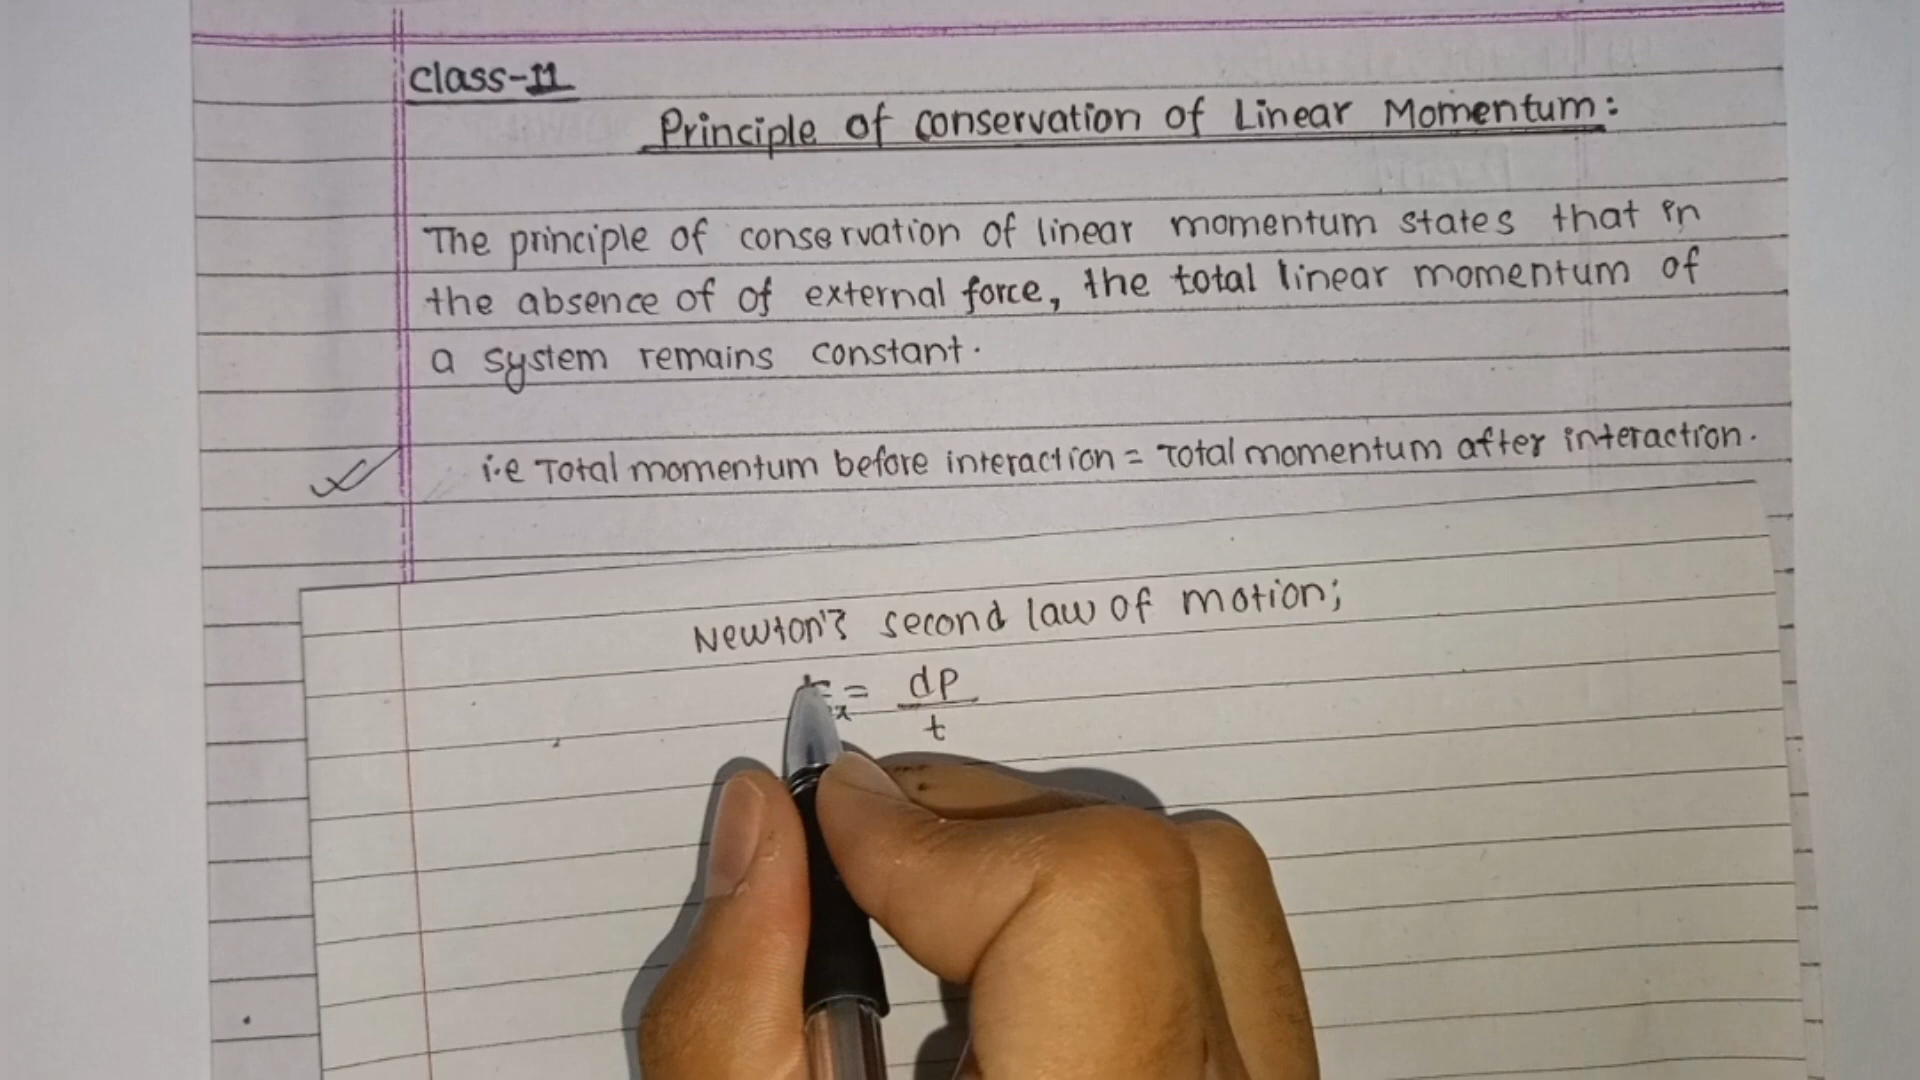 Class-11
Principle of conservation of Linear Momentum:
The principle of conservation of linear momentum states that in
the absence of of external force, the total linear momentum of
a system remains constant.
i.e Total momentum before interaction = Total momentum after interaction.
Newton's second law of motion;
= dp
t